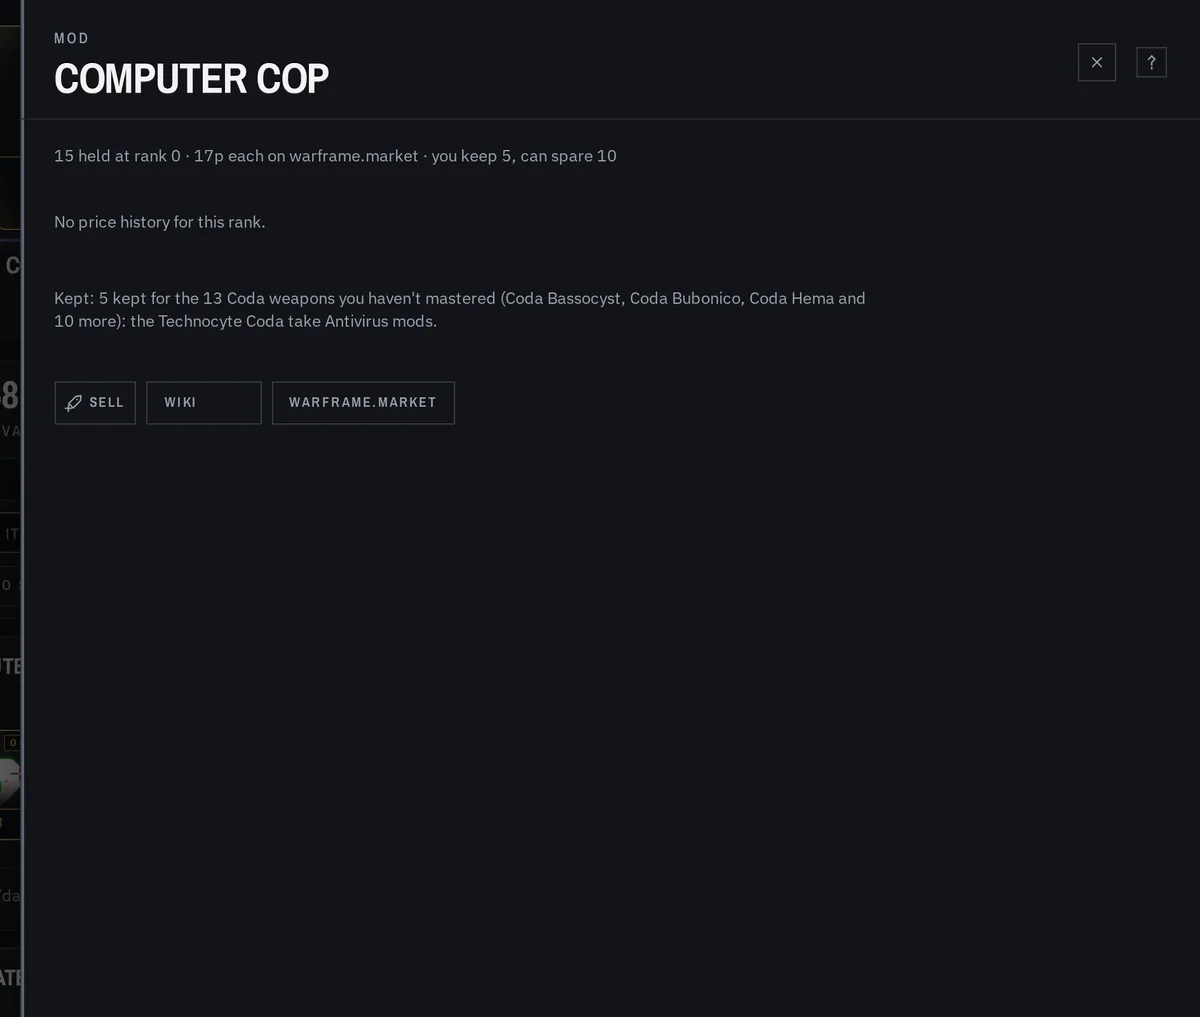 MOD
COMPUTER COP
×
?
15 held at rank 0 · 17p each on warframe.market · you keep 5, can spare 10
No price history for this rank.
Kept: 5 kept for the 13 Coda weapons you haven't mastered (Coda Bassocyst, Coda Bubonico, Coda Hema and
10 more): the Technocyte Coda take Antivirus mods.
SELL
WIKI
WARFRAME.MARKET